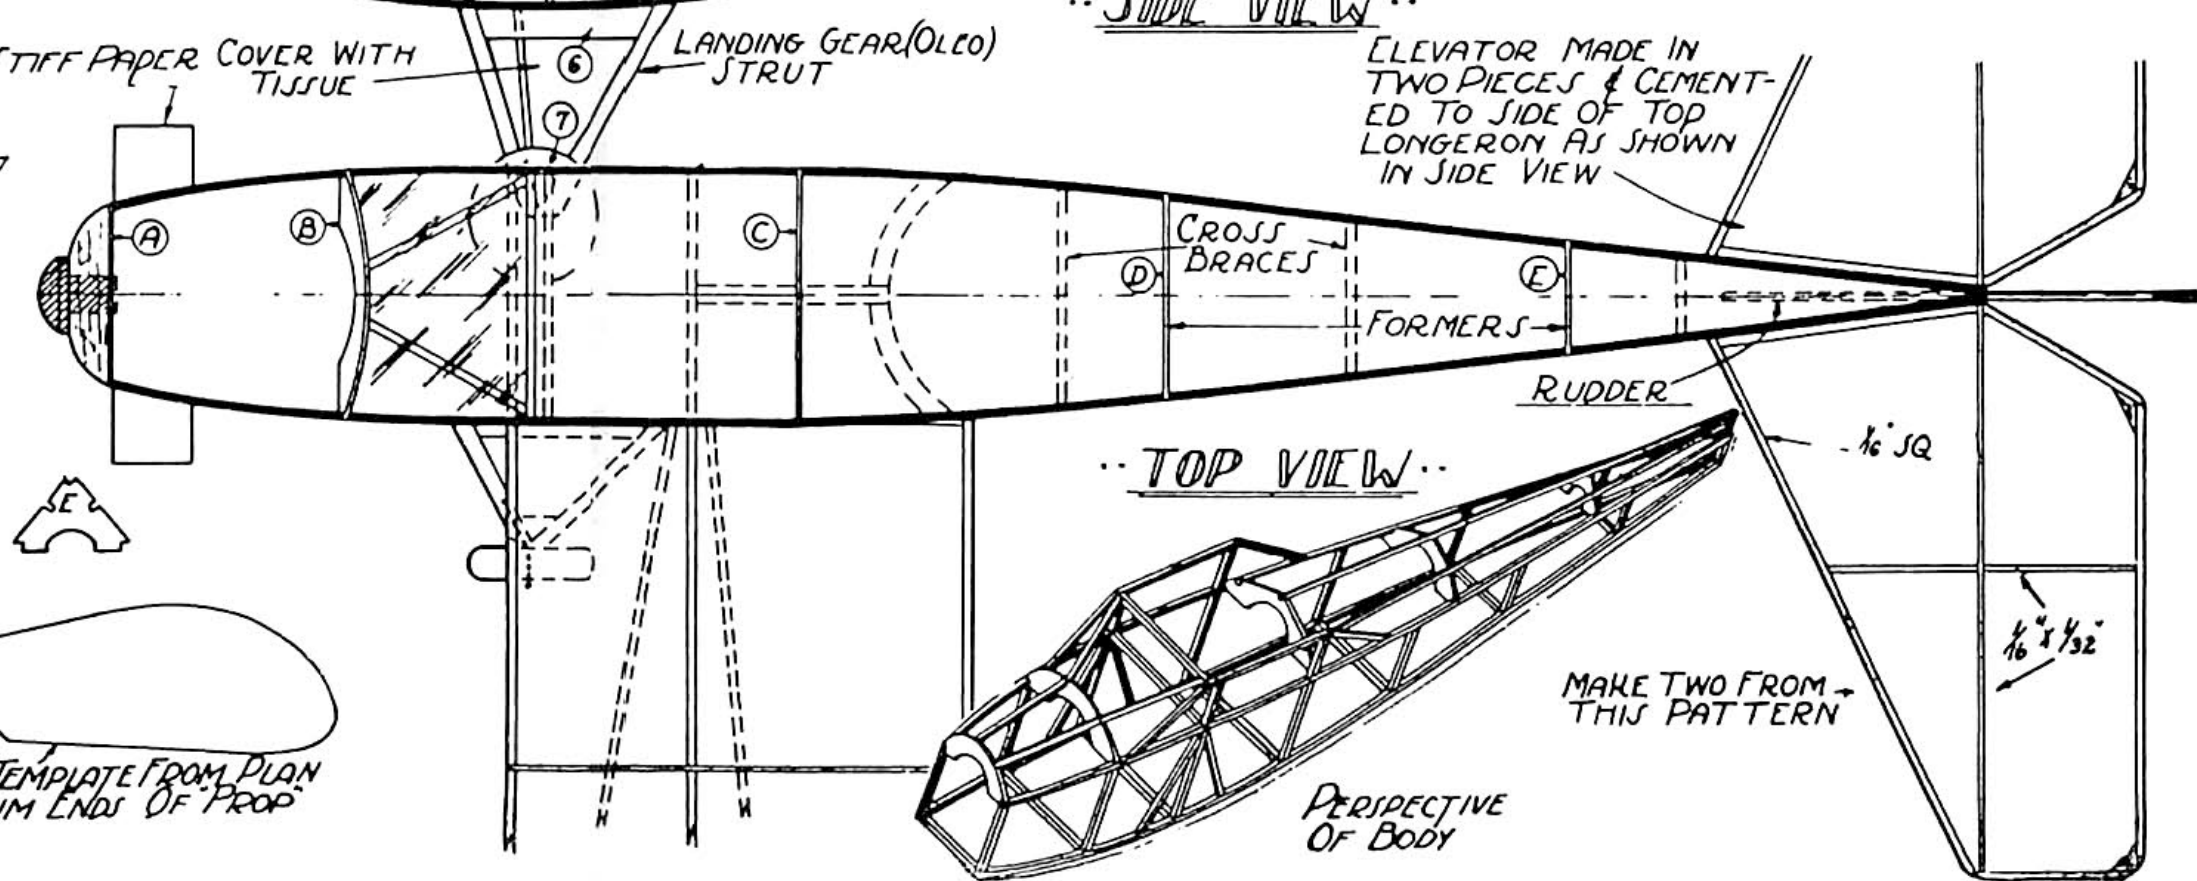 .. SIDE VIEW ..
STIFF PAPER COVER WITH
TISSUE
6
7
LANDING GEAR (OLEO)
STRUT
ELEVATOR MADE IN
TWO PIECES & CEMENT-
ED TO SIDE OF TOP
LONGERON AS SHOWN
IN SIDE VIEW
A
B
C
CROSS
BRACES
D
E
FORMERS
RUDDER
1/16" SQ
.. TOP VIEW ..
E
1/16" X 1/32"
MAKE TWO FROM
THIS PATTERN
TEMPLATE FROM PLAN
ENDS OF "PROP"
PERSPECTIVE
OF BODY